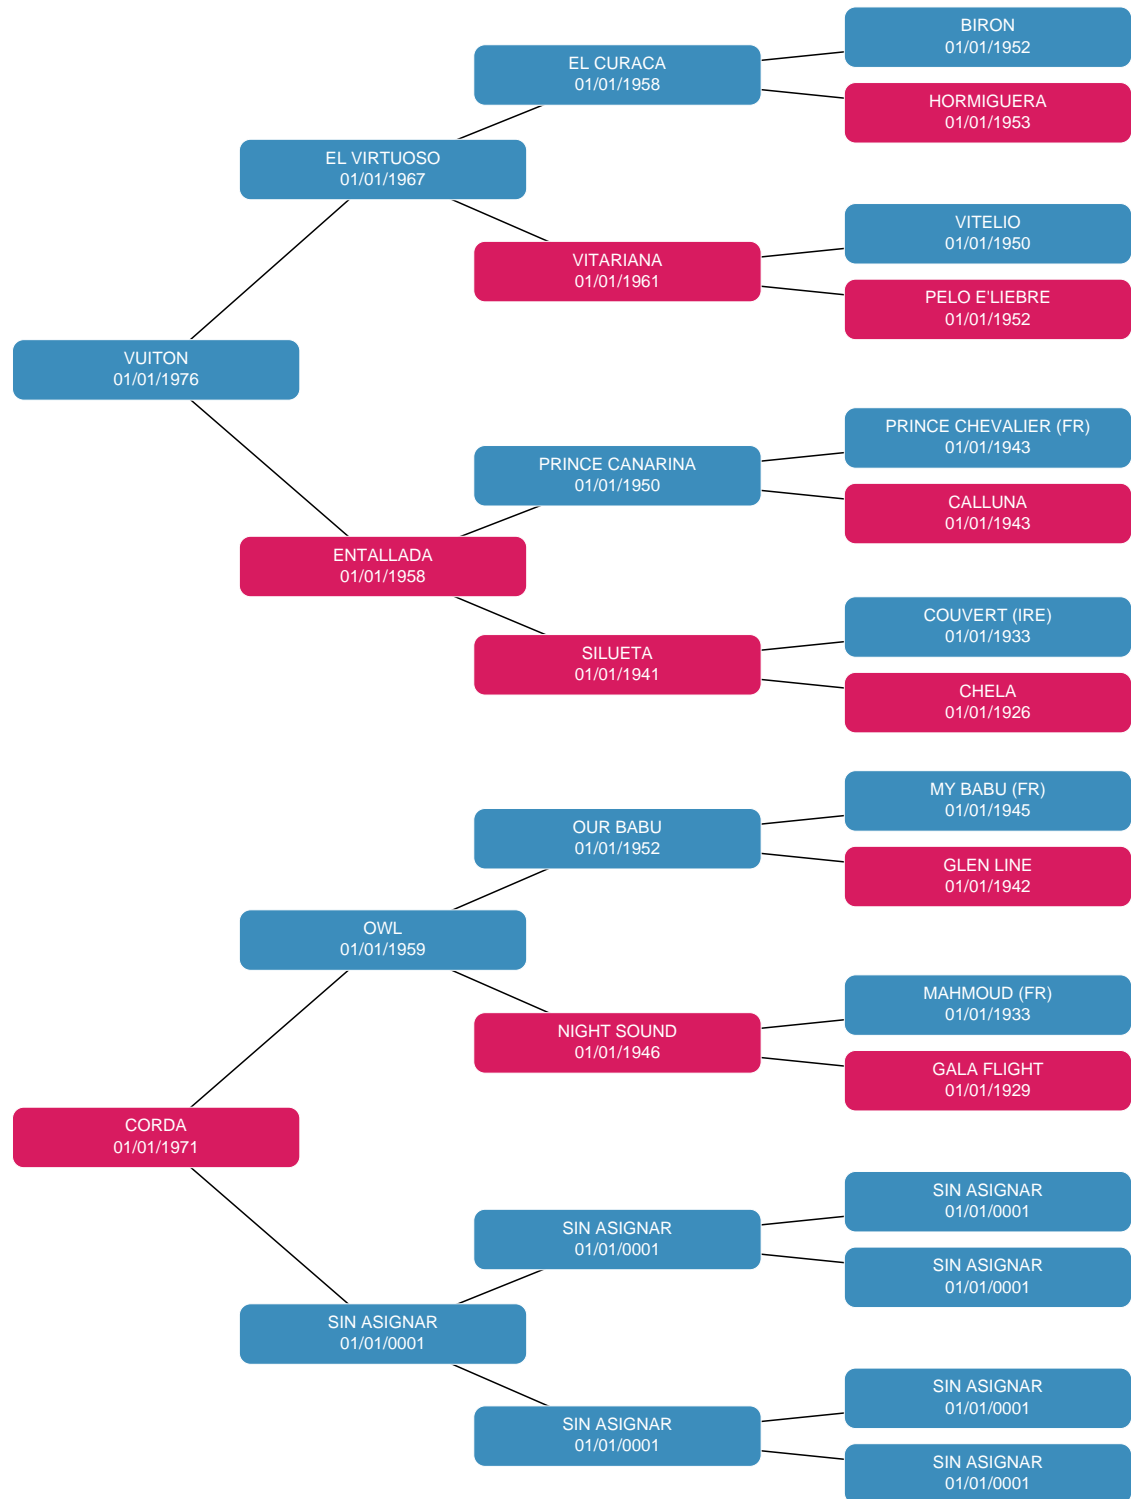 BIRON
01/01/1952
EL CURACA
01/01/1958
HORMIGUERA
01/01/1953
EL VIRTUOSO
01/01/1967
VITELIO
01/01/1950
VITARIANA
01/01/1961
PELO E'LIEBRE
01/01/1952
VUITON
01/01/1976
PRINCE CHEVALIER (FR)
01/01/1943
PRINCE CANARINA
01/01/1950
CALLUNA
01/01/1943
ENTALLADA
01/01/1958
COUVERT (IRE)
01/01/1933
SILUETA
01/01/1941
CHELA
01/01/1926
MY BABU (FR)
01/01/1945
OUR BABU
01/01/1952
GLEN LINE
01/01/1942
OWL
01/01/1959
MAHMOUD (FR)
01/01/1933
NIGHT SOUND
01/01/1946
GALA FLIGHT
01/01/1929
CORDA
01/01/1971
SIN ASIGNAR
01/01/0001
SIN ASIGNAR
01/01/0001
SIN ASIGNAR
01/01/0001
SIN ASIGNAR
01/01/0001
SIN ASIGNAR
01/01/0001
SIN ASIGNAR
01/01/0001
SIN ASIGNAR
01/01/0001